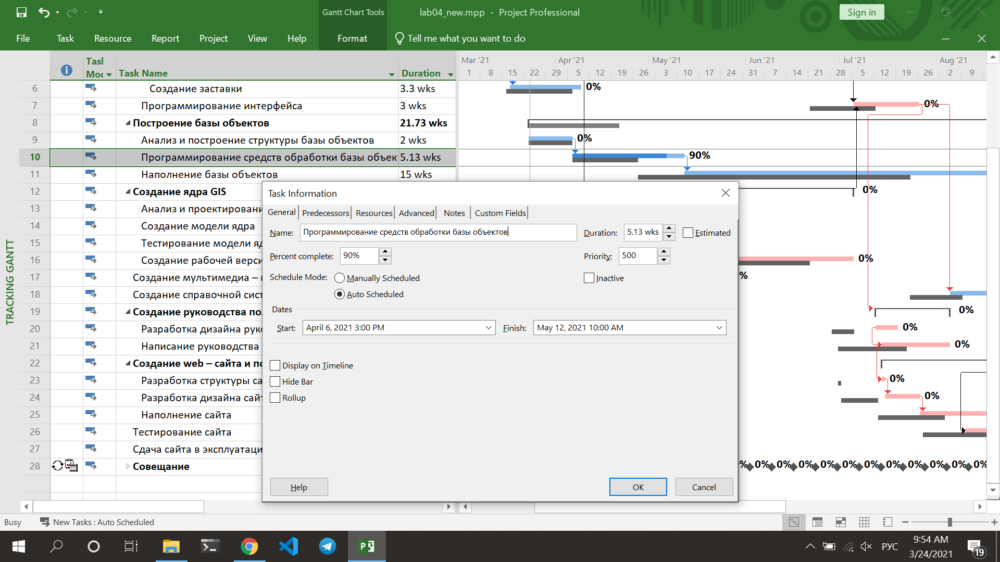 Gantt Chart Tools
lab04_new.mpp - Project Professional
Sign in
File Task Resource Report Project View Help Format Tell me what you want to do
Task Mode
Task Name
Duration
Mar '21 Apr '21 May '21 Jun '21 Jul '21 Aug '21
1 8 15 22 29 5 12 19 26 3 10 17 24 31 7 14 21 28 5 12 19 26 2 9
6 Создание заставки 3.3 wks 0%
7 Программирование интерфейса 3 wks 0%
8 Построение базы объектов 21.73 wks
9 Анализ и построение структуры базы объектов 2 wks 0%
10 Программирование средств обработки базы объек 5.13 wks 90%
11 Наполнение базы объектов 15 wks
12 Создание ядра GIS 0%
13 Анализ и проектировани
14 Создание модели ядра
15 Тестирование модели яд
16 Создание рабочей верси 0%
17 Создание мультимедиа – %
18 Создание справочной сист
19 Создание руководства по 0%
20 Разработка дизайна рук 0%
21 Написание руководства 0%
22 Создание web – сайта и по
23 Разработка структуры са 0%
24 Разработка дизайна сайт 0%
25 Наполнение сайта
26 Тестирование сайта
27 Сдача сайта в эксплуатаци
28 Совещание % 0% 0% 0% 0% 0% 0% 0% 0% 0% 0% 0%
TRACKING GANTT
Task Information
General Predecessors Resources Advanced Notes Custom Fields
Name: Программирование средств обработки базы объектов Duration: 5.13 wks Estimated
Percent complete: 90% Priority: 500
Schedule Mode: Manually Scheduled Inactive
Auto Scheduled
Dates
Start: April 6, 2021 3:00 PM Finish: May 12, 2021 10:00 AM
Display on Timeline
Hide Bar
Rollup
Help OK Cancel
Busy New Tasks : Auto Scheduled
РУС
9:54 AM
3/24/2021
19